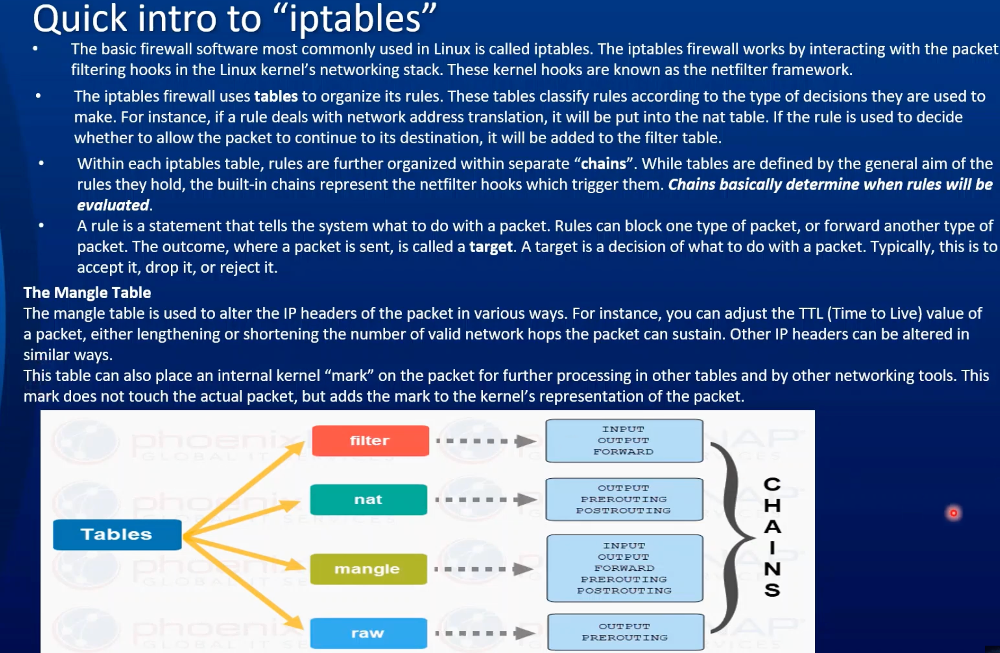 Quick intro to “iptables”
• The basic firewall software most commonly used in Linux is called iptables. The iptables firewall works by interacting with the packet
filtering hooks in the Linux kernel’s networking stack. These kernel hooks are known as the netfilter framework.
• The iptables firewall uses tables to organize its rules. These tables classify rules according to the type of decisions they are used to
make. For instance, if a rule deals with network address translation, it will be put into the nat table. If the rule is used to decide
whether to allow the packet to continue to its destination, it will be added to the filter table.
• Within each iptables table, rules are further organized within separate “chains”. While tables are defined by the general aim of the
rules they hold, the built-in chains represent the netfilter hooks which trigger them. Chains basically determine when rules will be
evaluated.
• A rule is a statement that tells the system what to do with a packet. Rules can block one type of packet, or forward another type of
packet. The outcome, where a packet is sent, is called a target. A target is a decision of what to do with a packet. Typically, this is to
accept it, drop it, or reject it.
The Mangle Table
The mangle table is used to alter the IP headers of the packet in various ways. For instance, you can adjust the TTL (Time to Live) value of
a packet, either lengthening or shortening the number of valid network hops the packet can sustain. Other IP headers can be altered in
similar ways.
This table can also place an internal kernel “mark” on the packet for further processing in other tables and by other networking tools. This
mark does not touch the actual packet, but adds the mark to the kernel’s representation of the packet.
Tables
filter
INPUT
OUTPUT
FORWARD
nat
OUTPUT
PREROUTING
POSTROUTING
mangle
INPUT
OUTPUT
FORWARD
PREROUTING
POSTROUTING
raw
OUTPUT
PREROUTING
CHAINS